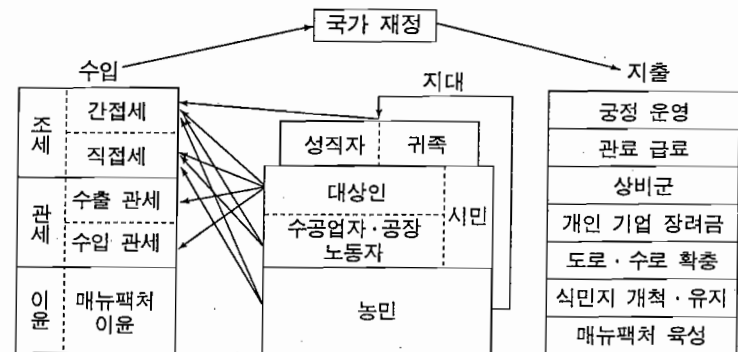 국가 재정
수입
지대
지출
조세
간접세
직접세
관세
수출 관세
수입 관세
이윤
매뉴팩처
이윤
성직자
귀족
대상인
시민
수공업자·공장
노동자
농민
궁정 운영
관료 급료
상비군
개인 기업 장려금
도로·수로 확충
식민지 개척·유지
매뉴팩처 육성